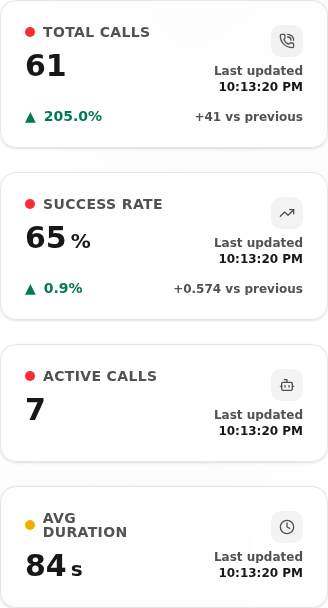 TOTAL CALLS
61
Last updated
10:13:20 PM
▲ 205.0%
+41 vs previous
SUCCESS RATE
65 %
Last updated
10:13:20 PM
▲ 0.9%
+0.574 vs previous
ACTIVE CALLS
7
Last updated
10:13:20 PM
AVG
DURATION
84 s
Last updated
10:13:20 PM